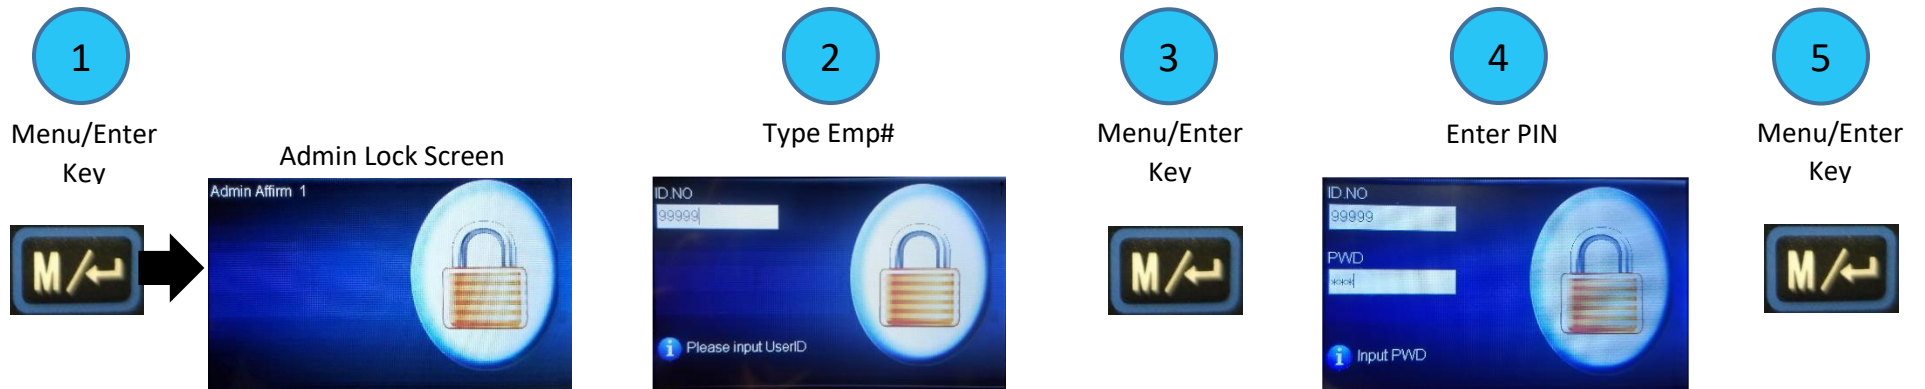 1
Menu/Enter
Key
M/↵
Admin Lock Screen
Admin Affirm 1
2
Type Emp#
ID.NO
99999
Please input UserID
3
Menu/Enter
Key
M/↵
4
Enter PIN
ID.NO
99999
PWD
***
Input PWD
5
Menu/Enter
Key
M/↵